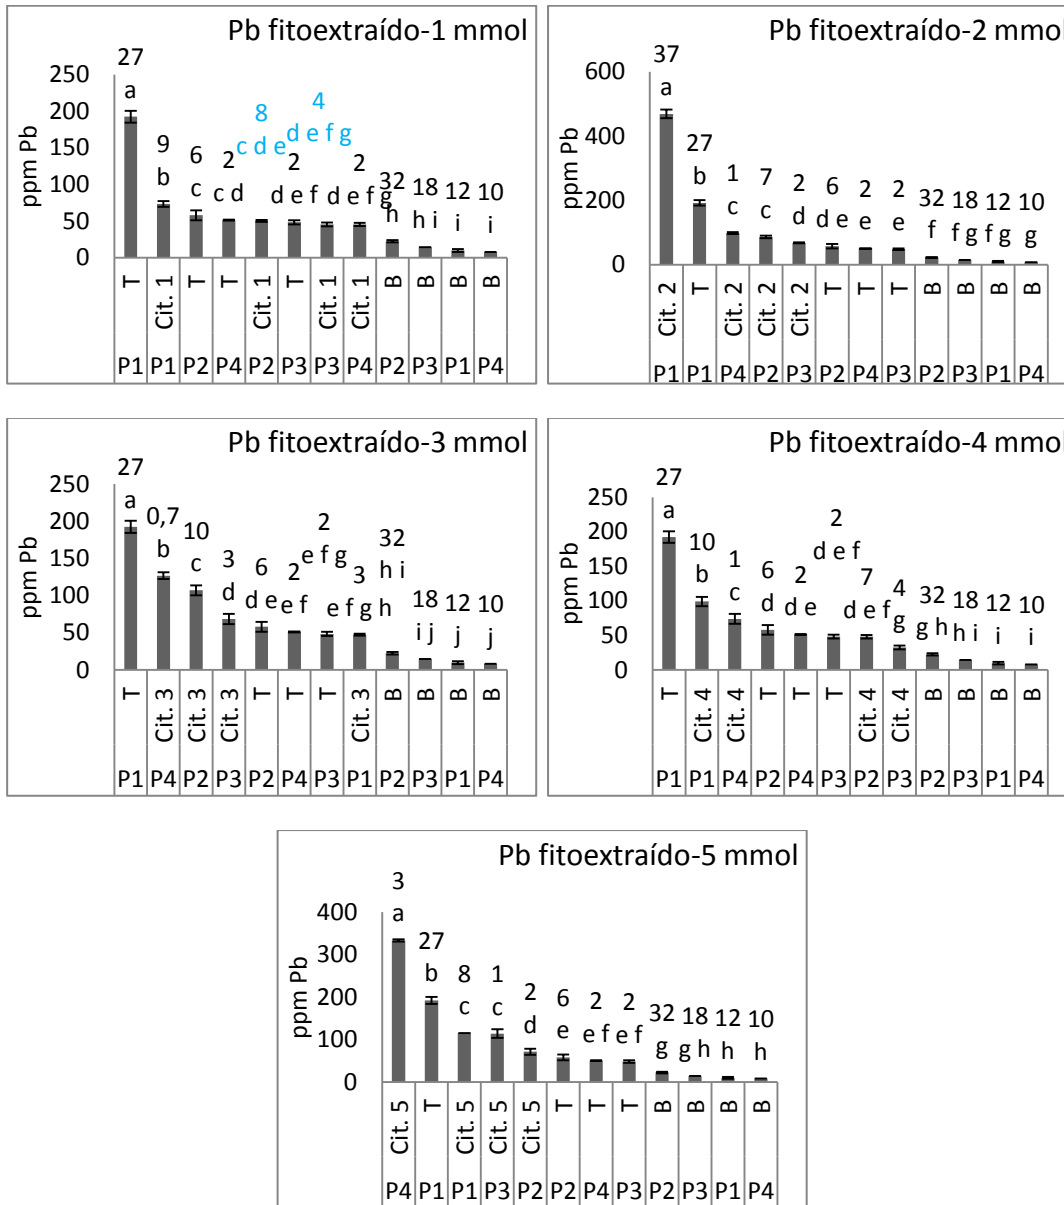 Pb fitoextraído-1 mmol
27 9 6 2 8 2 4 2 32 18 12 10
a b c c d c d e d e f d e f g d e f g h h i i i
250
200
150
100
50
0
ppm Pb
T Cit. 1 T T Cit. 1 T Cit. 1 Cit. 1 B B B B
P1 P1 P2 P4 P2 P3 P3 P4 P2 P3 P1 P4
Pb fitoextraído-2 mmol
37 27 1 7 2 6 2 2 32 18 12 10
a b c c d d e e e f f g f g g
600
400
200
0
ppm Pb
Cit. 2 T Cit. 2 Cit. 2 Cit. 2 T T T B B B B
P1 P1 P4 P2 P3 P2 P4 P3 P2 P3 P1 P4
Pb fitoextraído-3 mmol
27 0,7 10 3 6 2 2 3 32 18 12 10
a b c d d e e f e f g e f g h h i i j j j
250
200
150
100
50
0
ppm Pb
T Cit. 3 Cit. 3 Cit. 3 T T T Cit. 3 B B B B
P1 P4 P2 P3 P2 P4 P3 P1 P2 P3 P1 P4
Pb fitoextraído-4 mmol
27 10 1 6 2 2 7 4 32 18 12 10
a b c d d e d e f d e f g g h h i i i
250
200
150
100
50
0
ppm Pb
T Cit. 4 Cit. 4 T T T Cit. 4 Cit. 4 B B B B
P1 P1 P4 P2 P4 P3 P2 P3 P2 P3 P1 P4
Pb fitoextraído-5 mmol
3 27 8 1 2 6 2 2 32 18 12 10
a b c c d e e f e f g g h h h
400
300
200
100
0
ppm Pb
Cit. 5 T Cit. 5 Cit. 5 Cit. 5 T T T B B B B
P4 P1 P1 P3 P2 P2 P4 P3 P2 P3 P1 P4